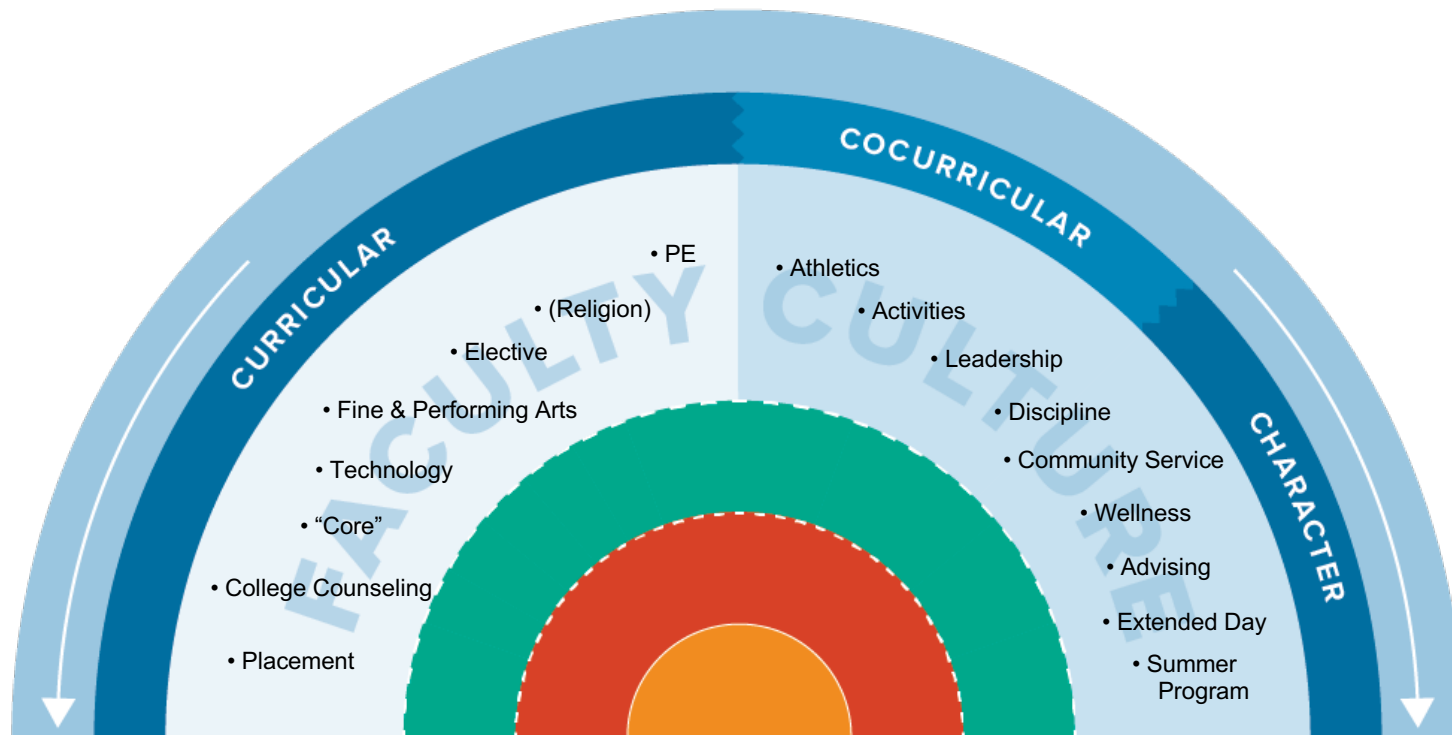 COCURRICULAR
CURRICULAR
CHARACTER
FACULTY CULTURE
• PE
• (Religion)
• Elective
• Fine & Performing Arts
• Technology
• “Core”
• College Counseling
• Placement
• Athletics
• Activities
• Leadership
• Discipline
• Community Service
• Wellness
• Advising
• Extended Day
• Summer
Program